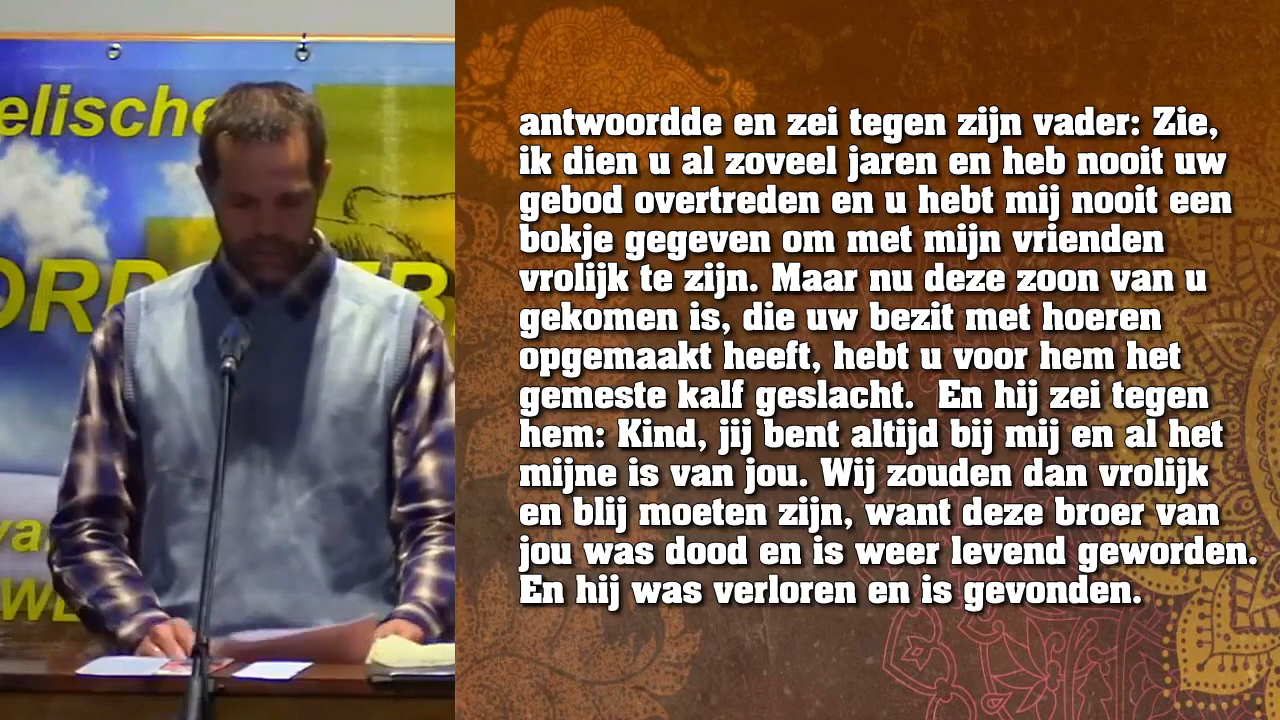 elische
ORD
B
va
WE
antwoordde en zei tegen zijn vader: Zie,
ik dien u al zoveel jaren en heb nooit uw
gebod overtreden en u hebt mij nooit een
bokje gegeven om met mijn vrienden
vrolijk te zijn. Maar nu deze zoon van u
gekomen is, die uw bezit met hoeren
opgemaakt heeft, hebt u voor hem het
gemeste kalf geslacht.  En hij zei tegen
hem: Kind, jij bent altijd bij mij en al het
mijne is van jou. Wij zouden dan vrolijk
en blij moeten zijn, want deze broer van
jou was dood en is weer levend geworden.
En hij was verloren en is gevonden.